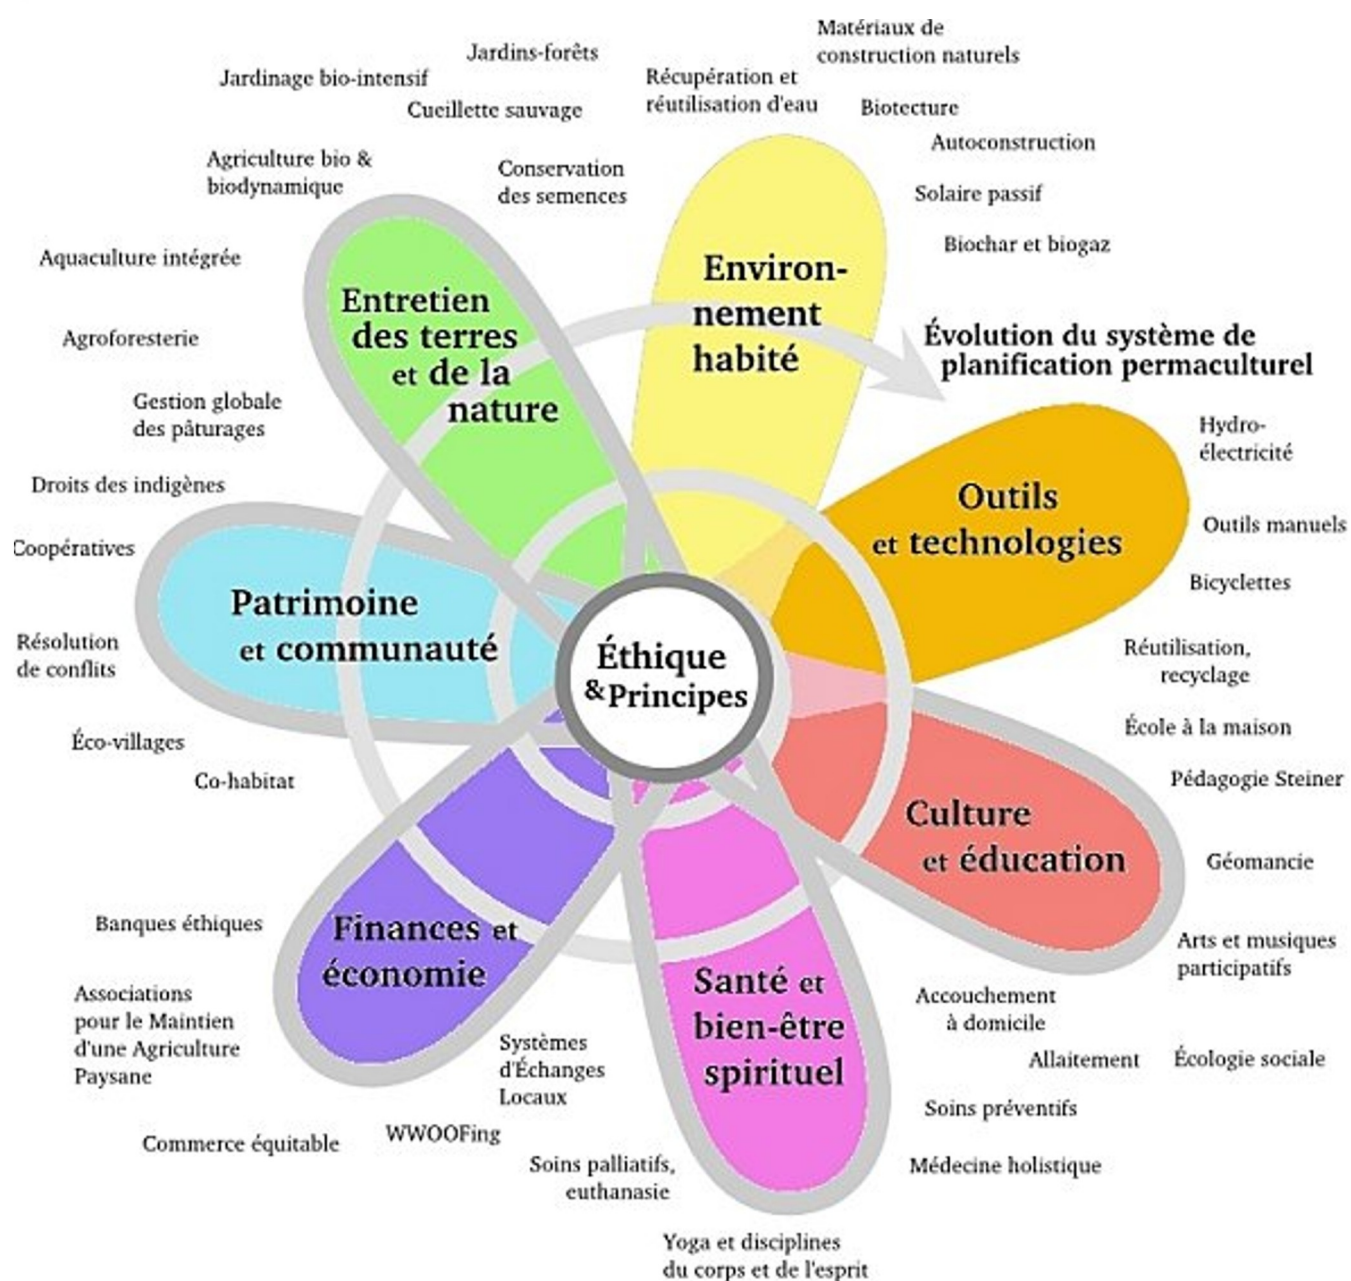 Matériaux de
construction naturels
Jardins-forêts
Récupération et
réutilisation d'eau
Jardinage bio-intensif
Cueillette sauvage
Biotecture
Autoconstruction
Agriculture bio &
biodynamique
Conservation
des semences
Solaire passif
Biochar et biogaz
Aquaculture intégrée
Environ-
nement
habité
Entretien
des terres
et de la
nature
Agroforesterie
Évolution du système de
planification permaculturel
Gestion globale
des pâturages
Hydro-
électricité
Droits des indigènes
Outils
et technologies
Outils manuels
Coopératives
Bicyclettes
Patrimoine
et communauté
Résolution
de conflits
Éthique
& Principes
Réutilisation,
recyclage
Éco-villages
École à la maison
Co-habitat
Pédagogie Steiner
Culture
et éducation
Géomancie
Banques éthiques
Finances et
économie
Arts et musiques
participatifs
Santé et
bien-être
spirituel
Associations
pour le Maintien
d'une Agriculture
Paysane
Accouchement
à domicile
Systèmes
d'Échanges
Locaux
Allaitement
Écologie sociale
Soins préventifs
Commerce équitable
WWOOFing
Soins palliatifs,
euthanasie
Médecine holistique
Yoga et disciplines
du corps et de l'esprit